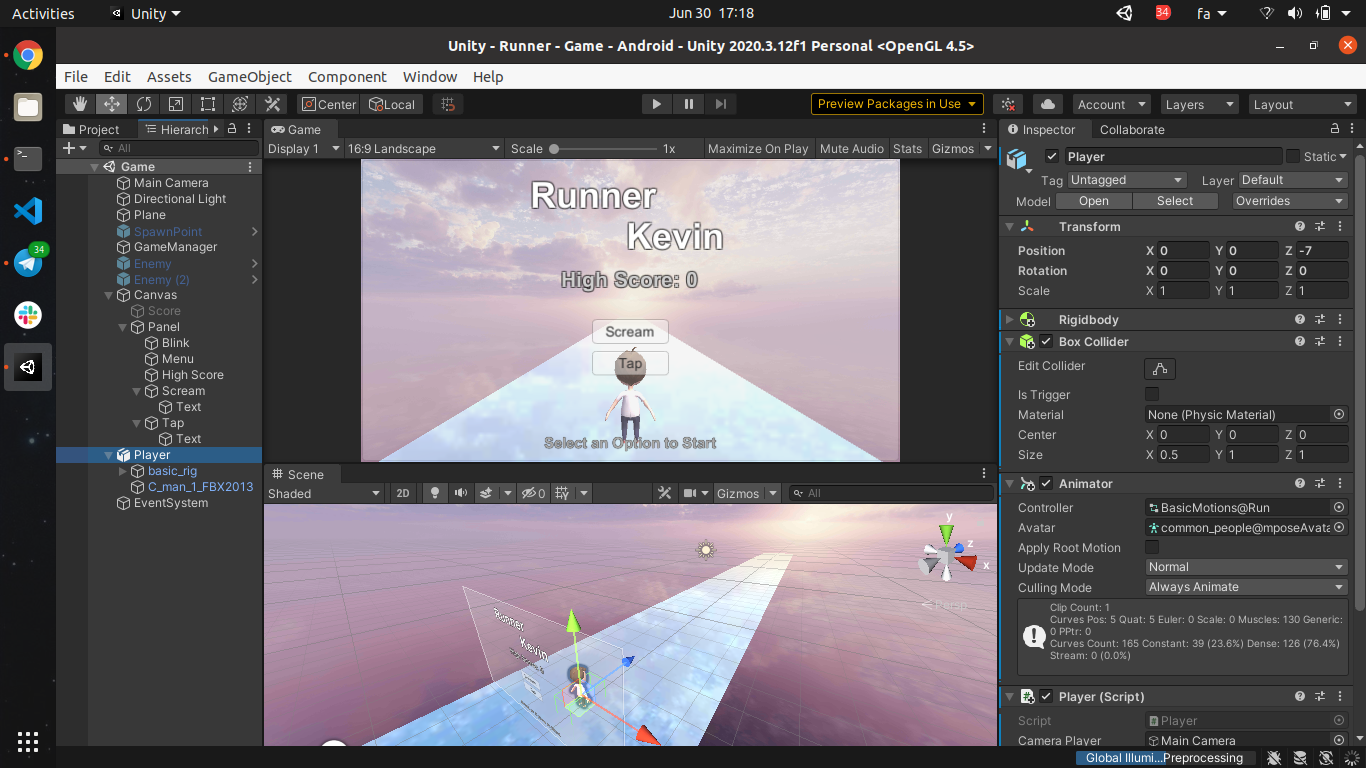 Activities
Unity
Jun 30 17:18
34
fa
Unity - Runner - Game - Android - Unity 2020.3.12f1 Personal <OpenGL 4.5>
File Edit Assets GameObject Component Window Help
Center Local
Preview Packages in Use
Account
Layers
Layout
Project
Hierarch
All
Game
Main Camera
Directional Light
Plane
SpawnPoint
GameManager
Enemy
Enemy (2)
Canvas
Score
Panel
Blink
Menu
High Score
Scream
Text
Tap
Text
Player
basic_rig
C_man_1_FBX2013
EventSystem
34
Game
Display 1
16:9 Landscape
Scale
1x
Maximize On Play
Mute Audio
Stats
Gizmos
Runner
Kevin
High Score: 0
Scream
Tap
Select an Option to Start
Scene
Shaded
2D
0
Gizmos
All
y
z
x
Persp
Runner
Kevin
Inspector
Collaborate
Player
Static
Tag Untagged
Layer Default
Model Open Select Overrides
Transform
Position X 0 Y 0 Z -7
Rotation X 0 Y 0 Z 0
Scale X 1 Y 1 Z 1
Rigidbody
Box Collider
Edit Collider
Is Trigger
Material None (Physic Material)
Center X 0 Y 0 Z 0
Size X 0.5 Y 1 Z 1
Animator
Controller BasicMotions@Run
Avatar common_people@mposeAvata
Apply Root Motion
Update Mode Normal
Culling Mode Always Animate
Clip Count: 1
Curves Pos: 5 Quat: 5 Euler: 0 Scale: 0 Muscles: 130 Generic:
0 PPtr: 0
Curves Count: 165 Constant: 39 (23.6%) Dense: 126 (76.4%)
Stream: 0 (0.0%)
Player (Script)
Script Player
Camera Player Main Camera
Global Illumi... Preprocessing